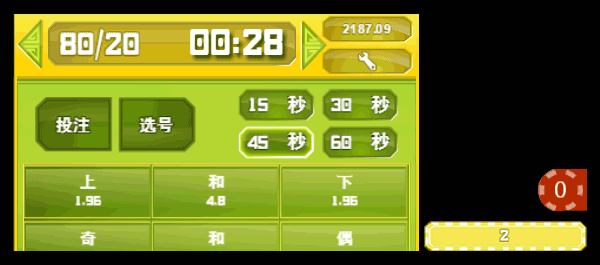 80/20 00:28 2187.09
15 秒 30 秒
投注 选号
45 秒 60 秒
上 和 下
1.96 4.8 1.96
奇 和 偶
0
2